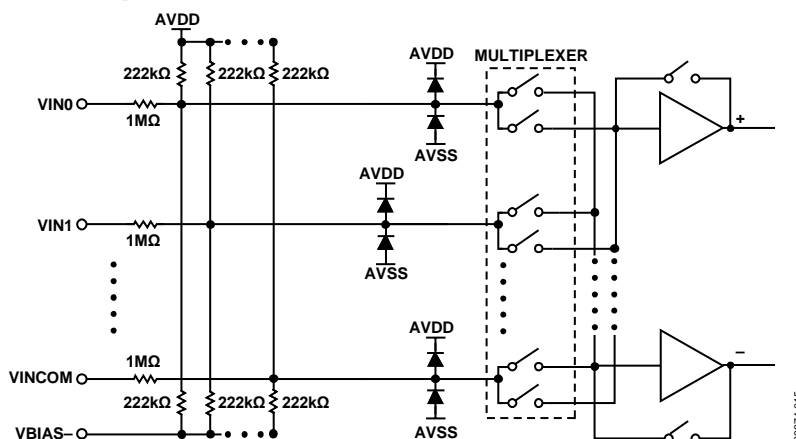 AVDD
222kΩ 222kΩ 222kΩ
AVDD
MULTIPLEXER
VIN0
1MΩ
+
AVSS
AVDD
VIN1
1MΩ
AVSS
AVDD
1MΩ
–
VINCOM
222kΩ 222kΩ 222kΩ
AVSS
VBIAS–